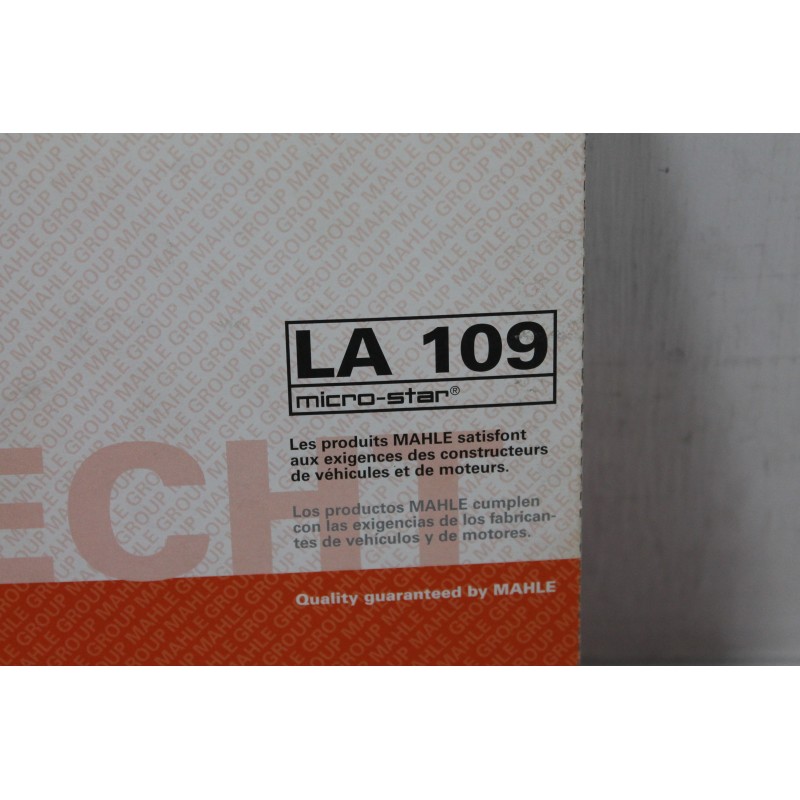 LA 109
micro-star®
Les produits MAHLE satisfont
aux exigences des constructeurs
de véhicules et de moteurs.
Los productos MAHLE cumplen
con las exigencias de los fabrican-
tes de vehículos y de motores.
ECHT
Quality guaranteed by MAHLE